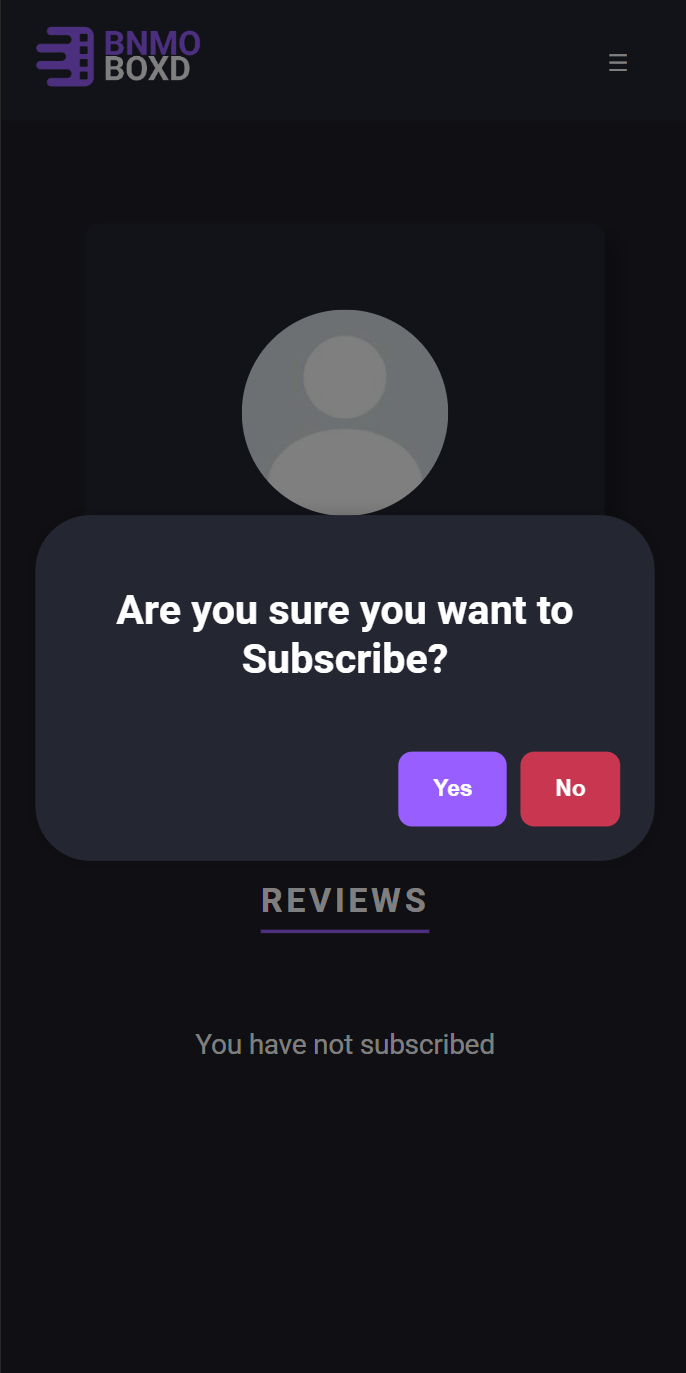 BNMO
BOXD
☰
Are you sure you want to
Subscribe?
Yes
No
REVIEWS
You have not subscribed